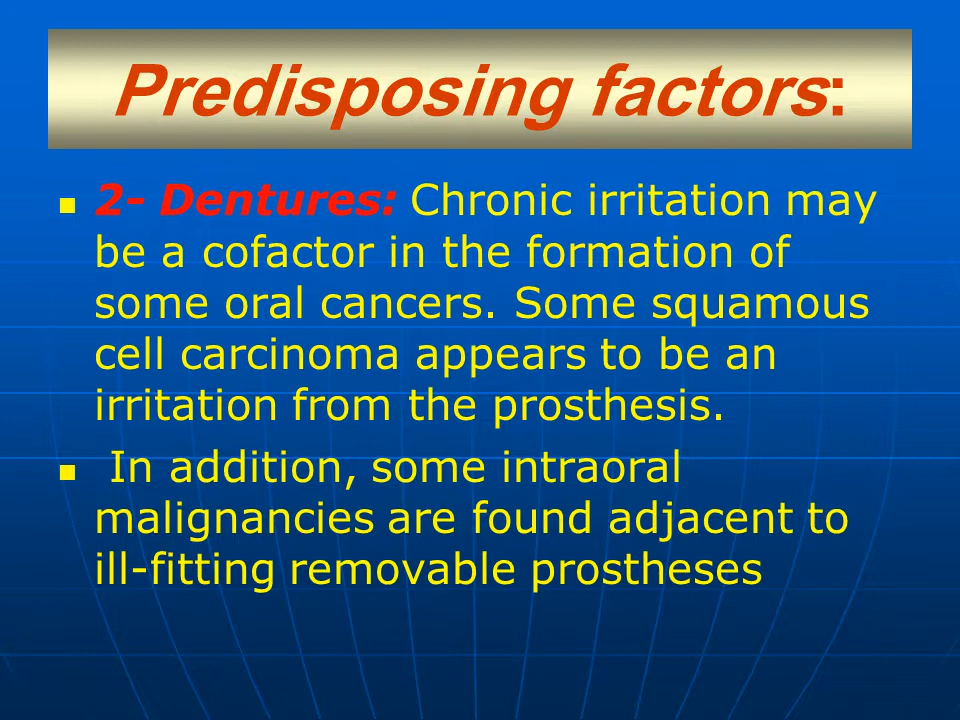 Predisposing factors:
2- Dentures: Chronic irritation may
be a cofactor in the formation of
some oral cancers. Some squamous
cell carcinoma appears to be an
irritation from the prosthesis.
In addition, some intraoral
malignancies are found adjacent to
ill-fitting removable prostheses